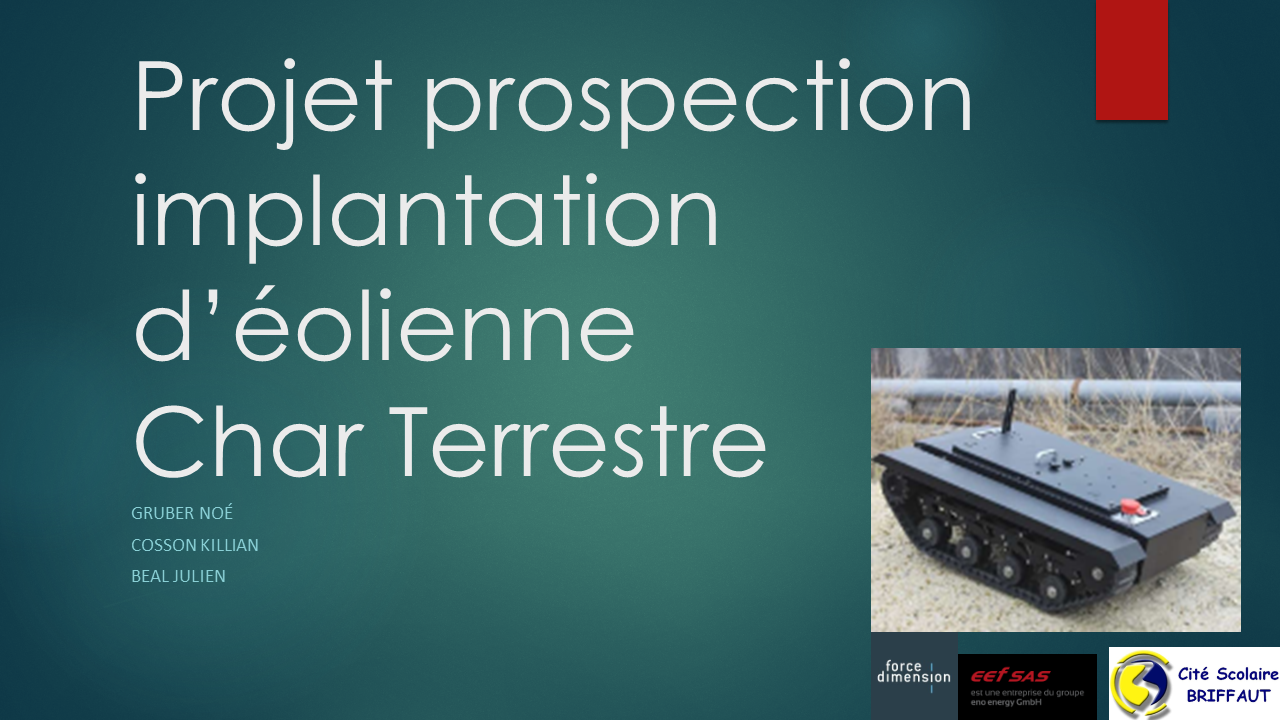 Projet prospection
implantation
d’éolienne
Char Terrestre
GRUBER NOÉ
COSSON KILLIAN
BEAL JULIEN
force
dimension
eef SAS
est une entreprise du groupe
eno energy GmbH
Cité Scolaire
BRIFFAUT